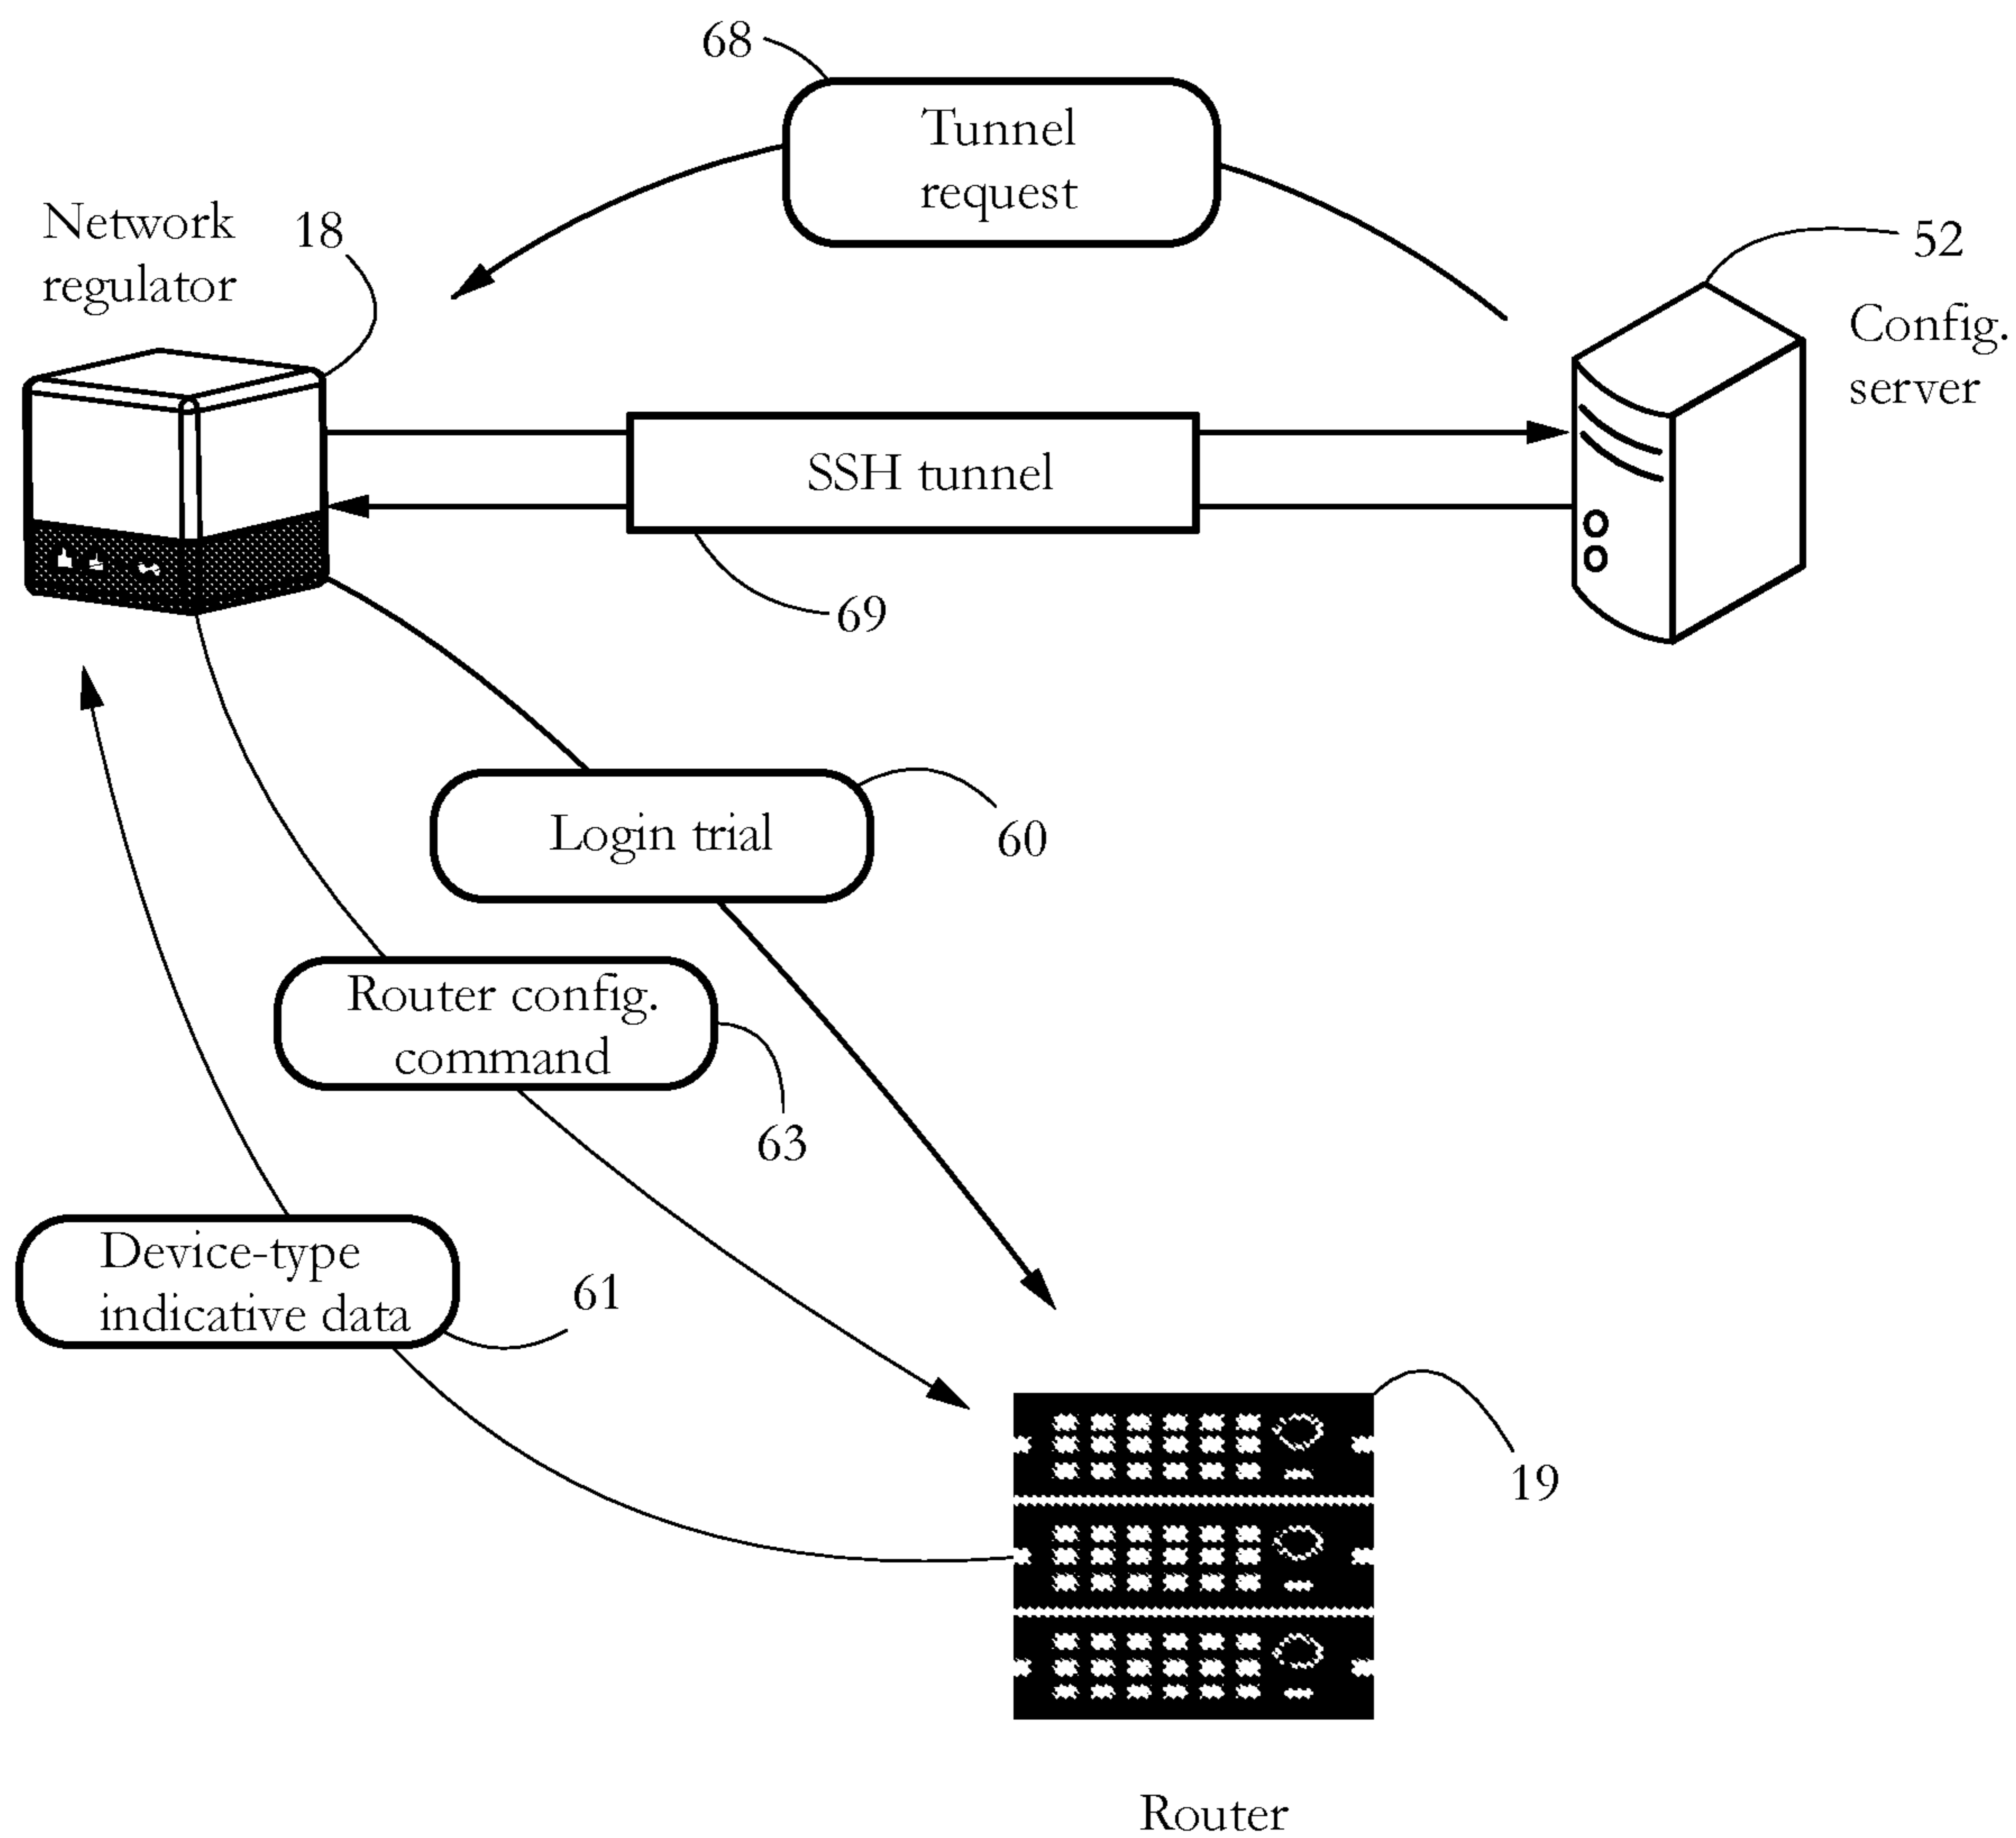 68
Tunnel
request
Network
regulator
18
52
Config.
server
SSH tunnel
69
Login trial
60
Router config.
command
63
Device-type
indicative data
61
19
Router